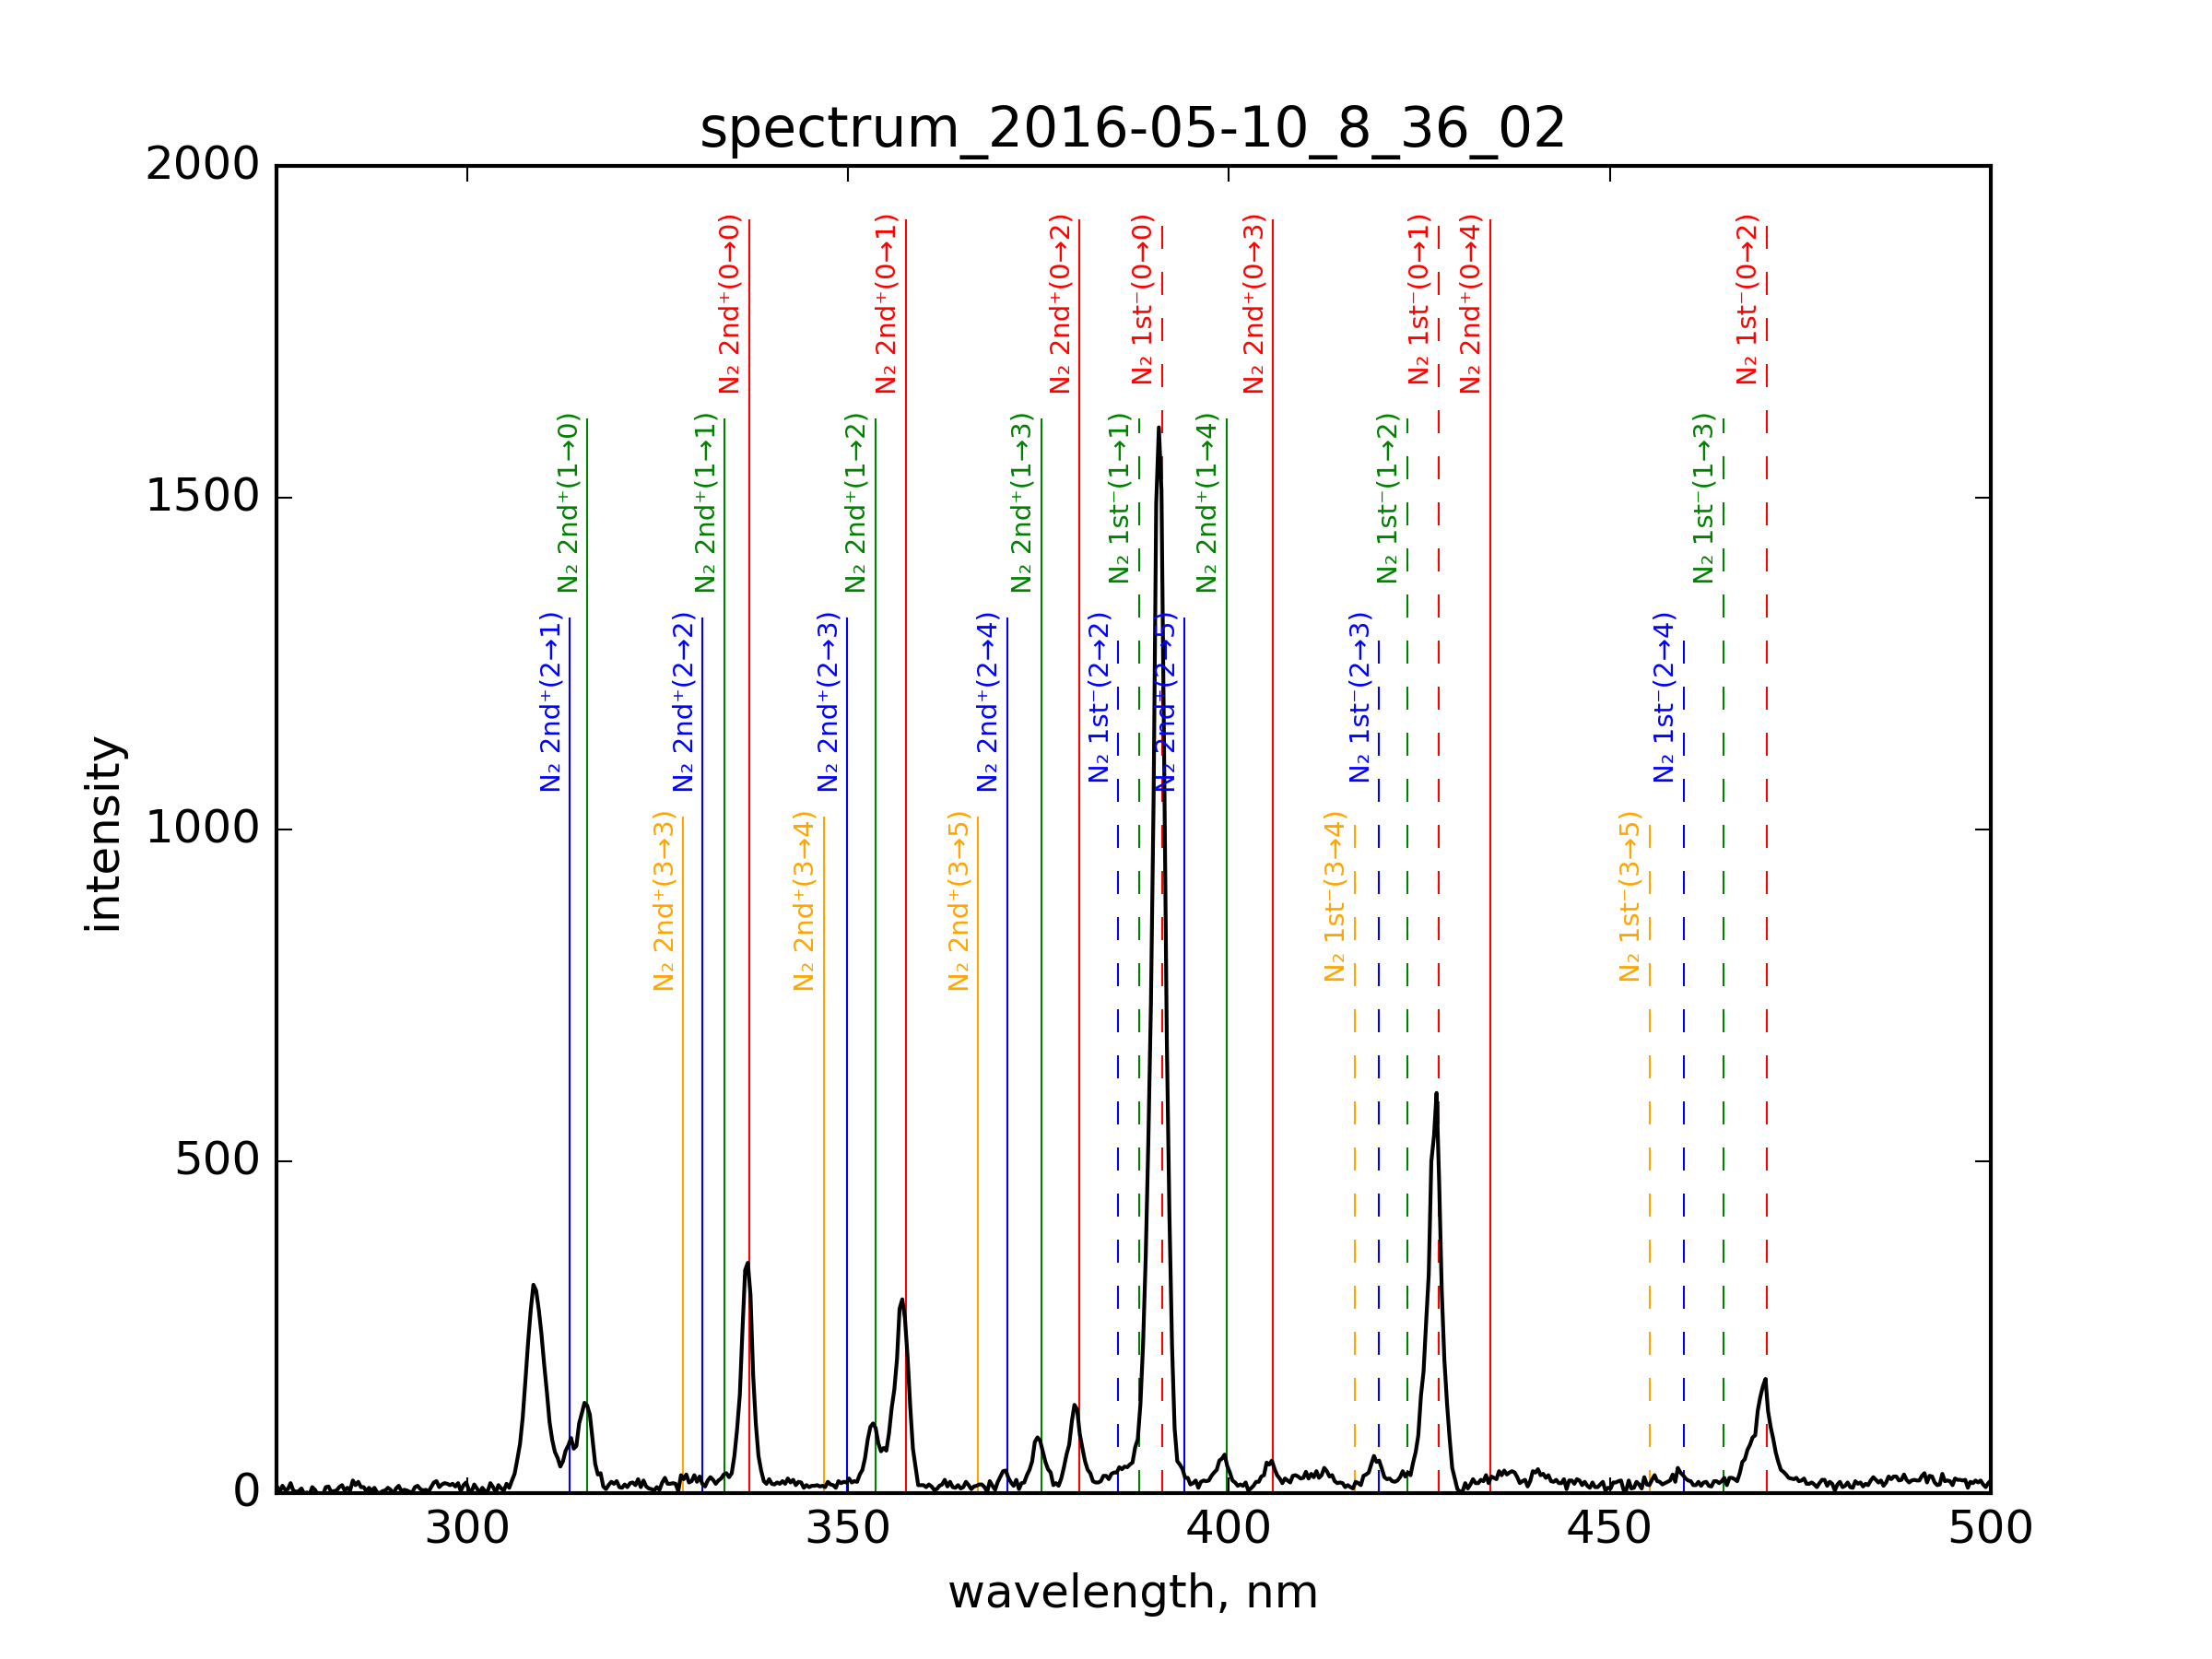 spectrum_2016-05-10_8_36_02
2000
1500
1000
500
0
intensity
N₂ 2nd⁺(0→0)
N₂ 2nd⁺(0→1)
N₂ 2nd⁺(0→2)
N₂ 1st⁻(0→0)
N₂ 2nd⁺(0→3)
N₂ 1st⁻(0→1)
N₂ 2nd⁺(0→4)
N₂ 1st⁻(0→2)
N₂ 2nd⁺(1→0)
N₂ 2nd⁺(1→1)
N₂ 2nd⁺(1→2)
N₂ 2nd⁺(1→3)
N₂ 1st⁻(1→1)
N₂ 2nd⁺(1→4)
N₂ 1st⁻(1→2)
N₂ 1st⁻(1→3)
N₂ 2nd⁺(2→1)
N₂ 2nd⁺(2→2)
N₂ 2nd⁺(2→3)
N₂ 2nd⁺(2→4)
N₂ 1st⁻(2→2)
N₂ 2nd⁺(2→5)
N₂ 1st⁻(2→3)
N₂ 1st⁻(2→4)
N₂ 2nd⁺(3→3)
N₂ 2nd⁺(3→4)
N₂ 2nd⁺(3→5)
N₂ 1st⁻(3→4)
N₂ 1st⁻(3→5)
300 350 400 450 500
wavelength, nm